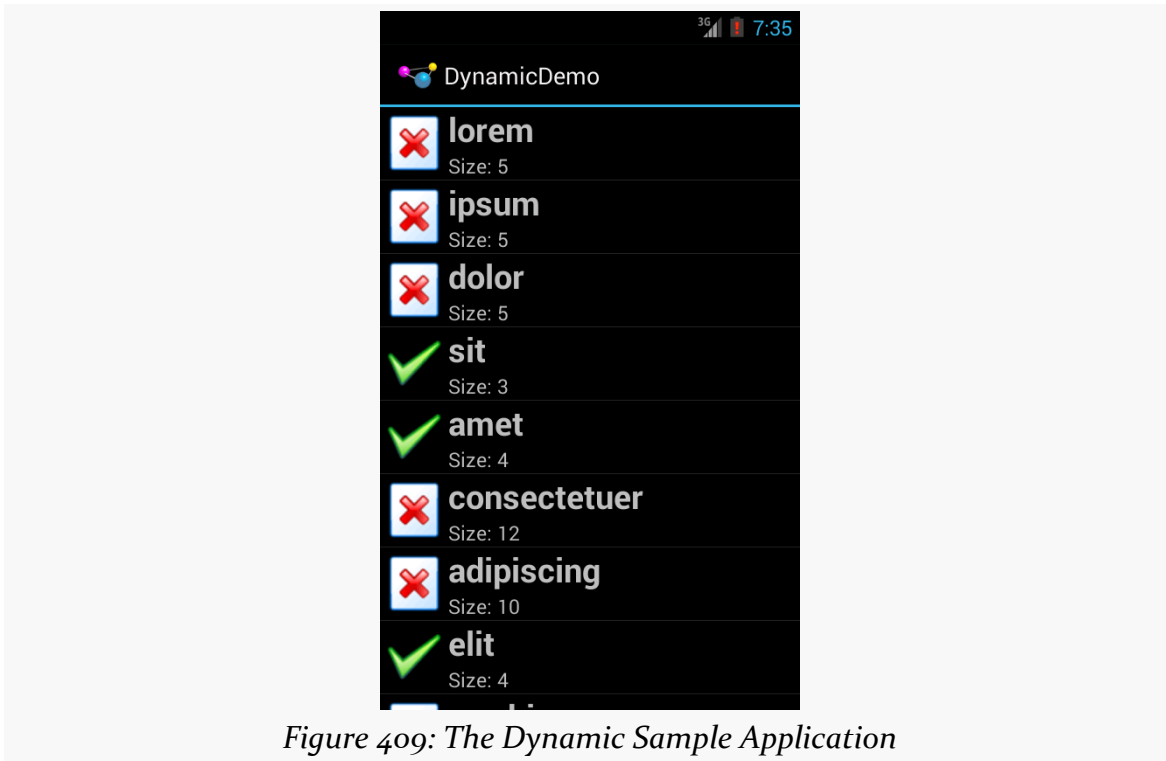 3G 7:35
DynamicDemo
lorem
Size: 5
ipsum
Size: 5
dolor
Size: 5
sit
Size: 3
amet
Size: 4
consectetuer
Size: 12
adipiscing
Size: 10
elit
Size: 4
Figure 409: The Dynamic Sample Application